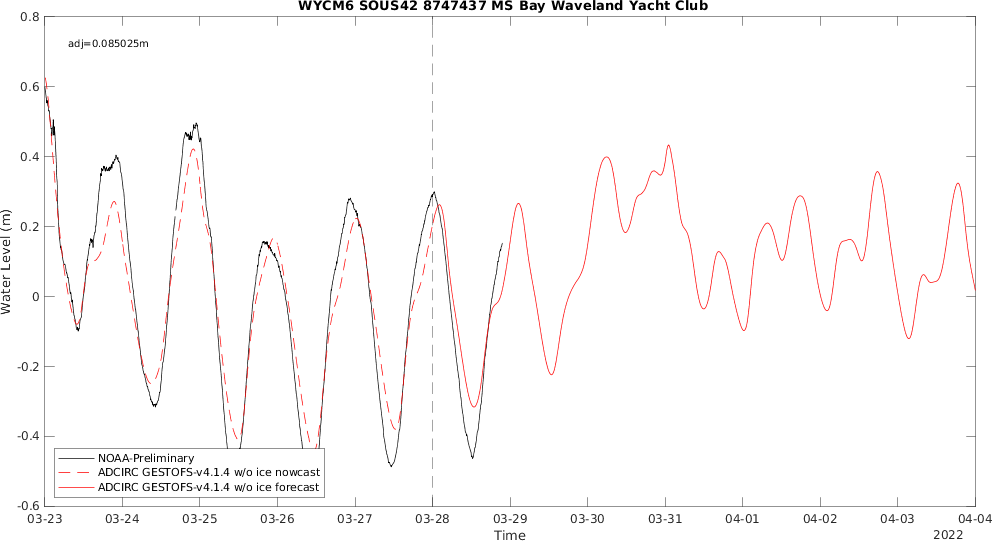 WYCM6 SOUS42 8747437 MS Bay Waveland Yacht Club
adj=0.085025m
0.8
0.6
0.4
0.2
0
-0.2
-0.4
-0.6
Water Level (m)
NOAA-Preliminary
ADCIRC GESTOFS-v4.1.4 w/o ice nowcast
ADCIRC GESTOFS-v4.1.4 w/o ice forecast
03-23 03-24 03-25 03-26 03-27 03-28 03-29 03-30 03-31 04-01 04-02 04-03 04-04
Time
2022